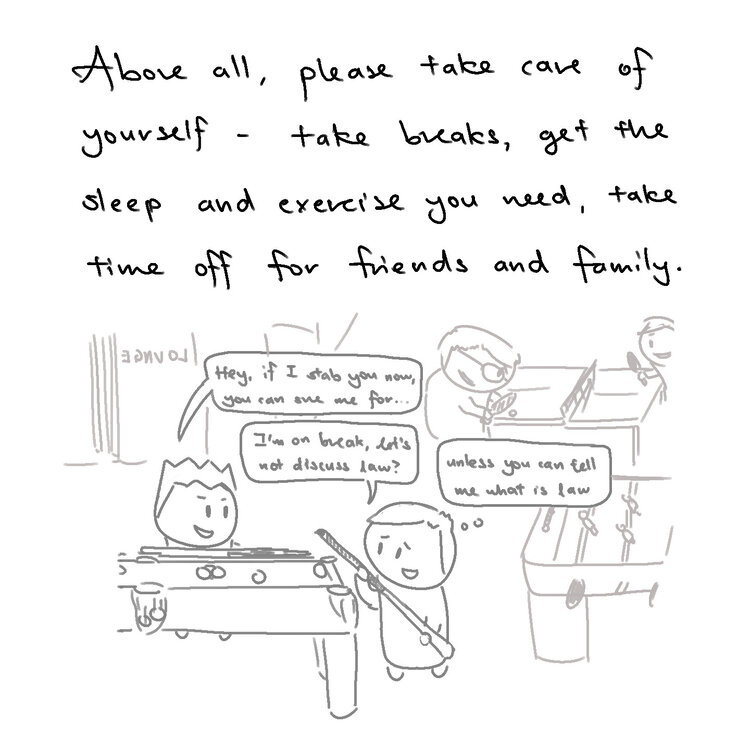 Above all, please take care of
yourself - take breaks, get the
sleep and exercise you need, take
time off for friends and family.
LOUNGE
Hey, if I stab you now,
you can sue me for...
I'm on break, let's
not discuss law?
unless you can tell
me what is law